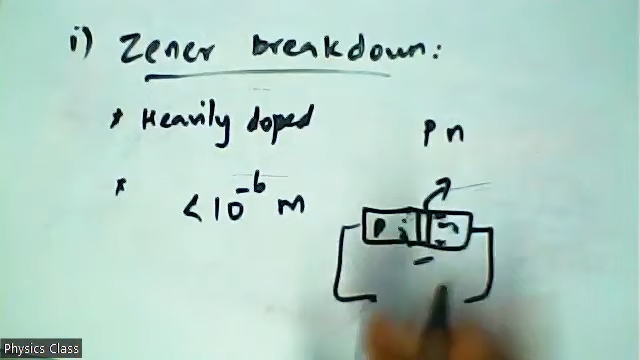 i) Zener breakdown:
* Heavily doped
P n
* < 10⁻⁶ m
P
Physics Class